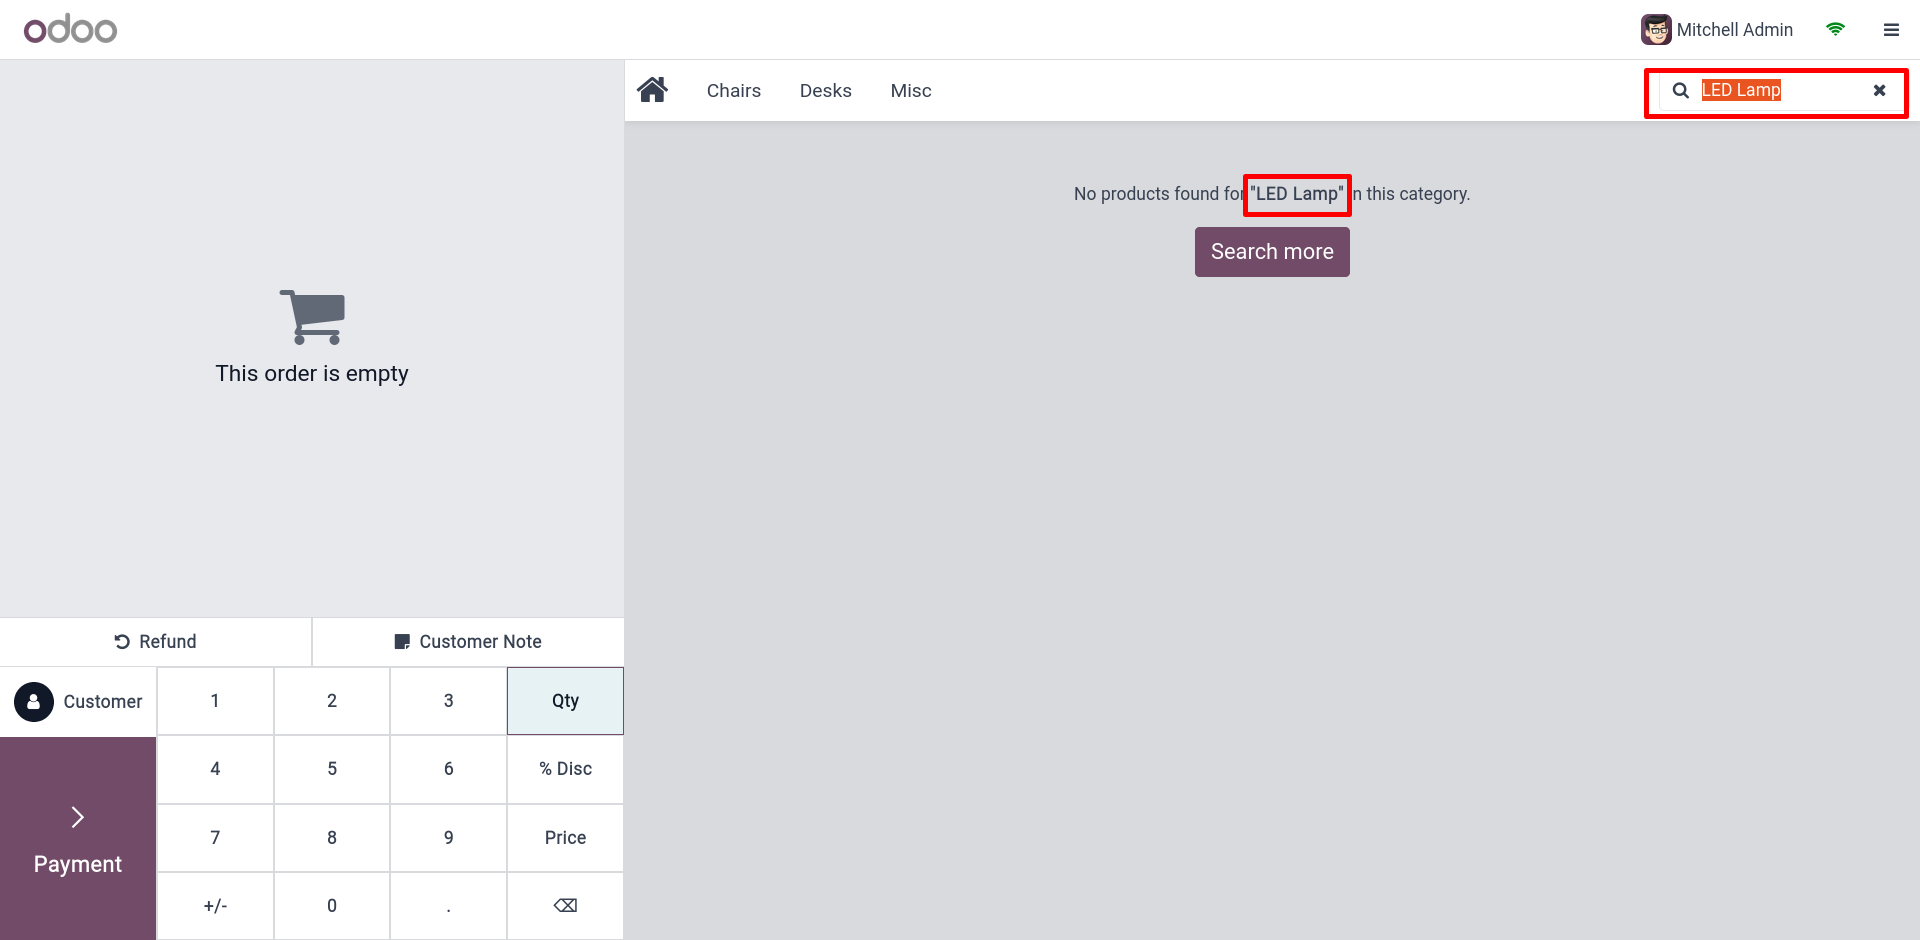 odoo
Mitchell Admin
Chairs Desks Misc
LED Lamp
No products found for "LED Lamp" in this category.
Search more
This order is empty
Refund Customer Note
Customer 1 2 3 Qty
4 5 6 % Disc
7 8 9 Price
Payment
+/- 0 .